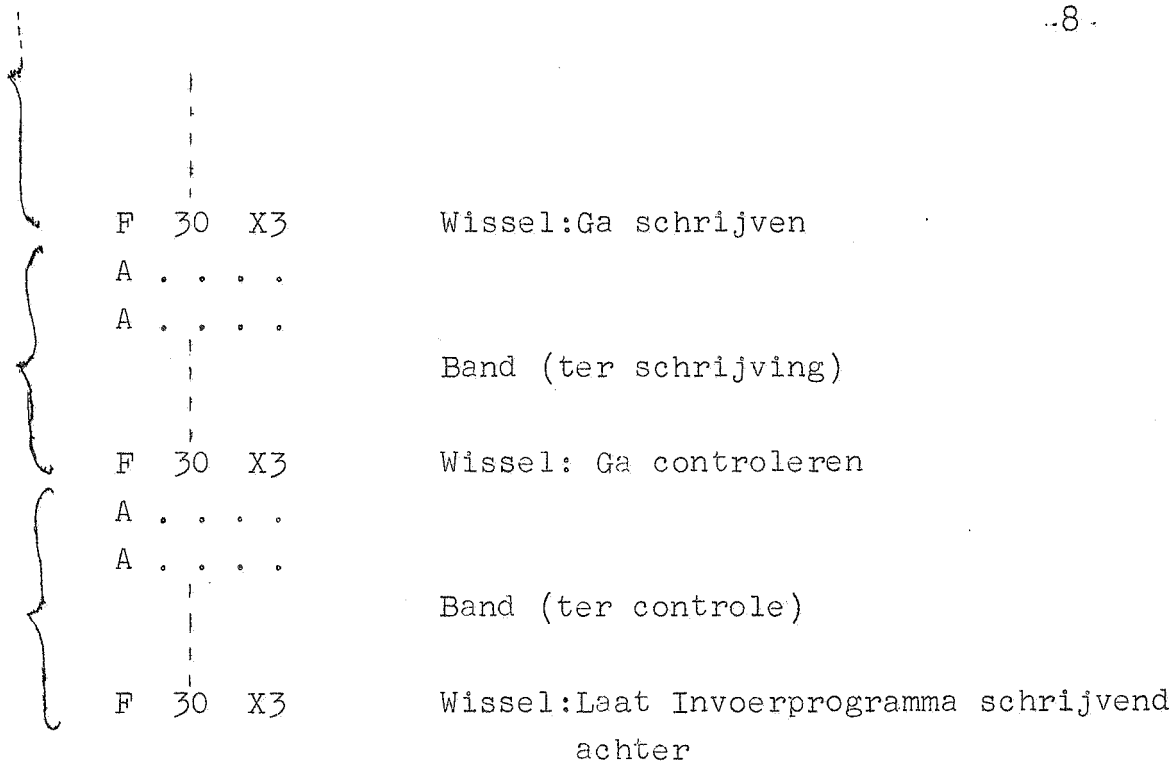 -8-
F 30 X3 Wissel:Ga schrijven
A . . . .
A . . . .
Band (ter schrijving)
F 30 X3 Wissel: Ga controleren
A . . . .
A . . . .
Band (ter controle)
F 30 X3 Wissel:Laat Invoerprogramma schrijvend
achter